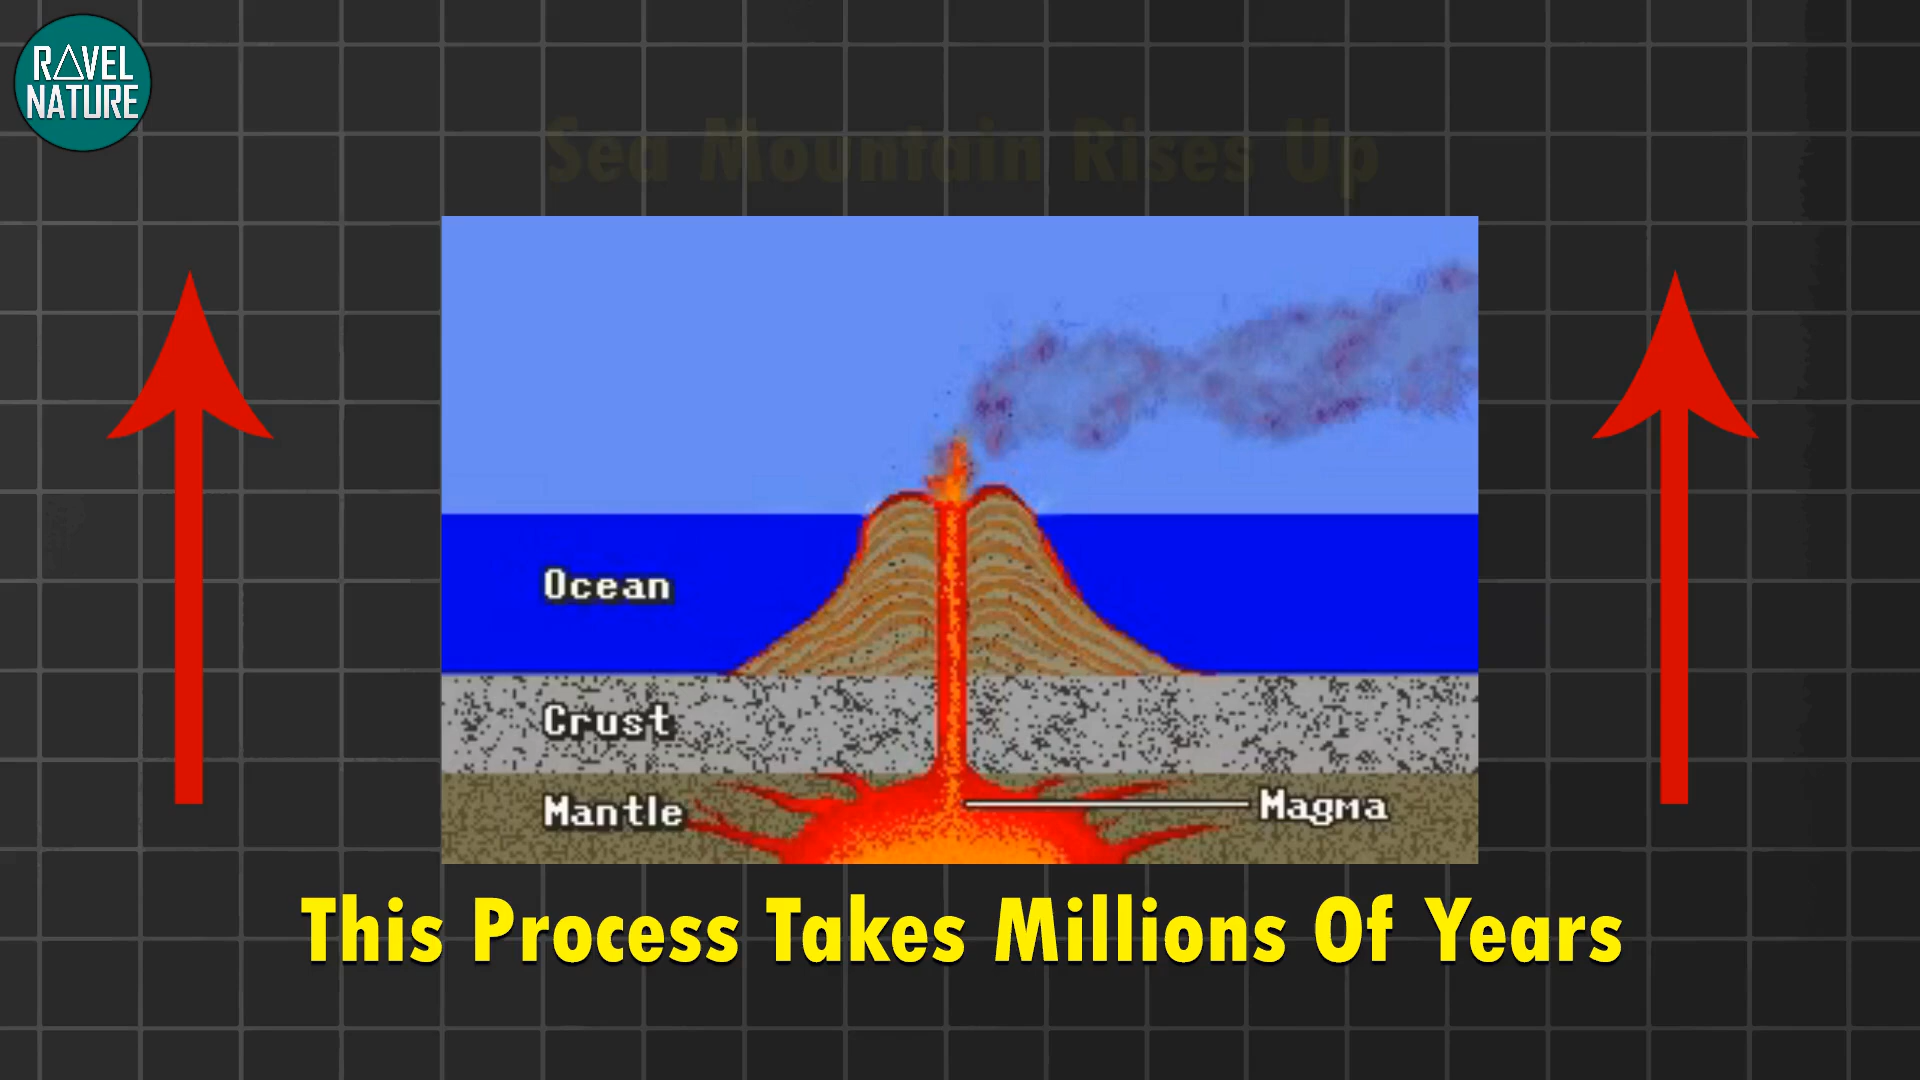 RAVEL
NATURE
Sea Mountain Rises Up
Ocean
Crust
Mantle
Magma
This Process Takes Millions Of Years